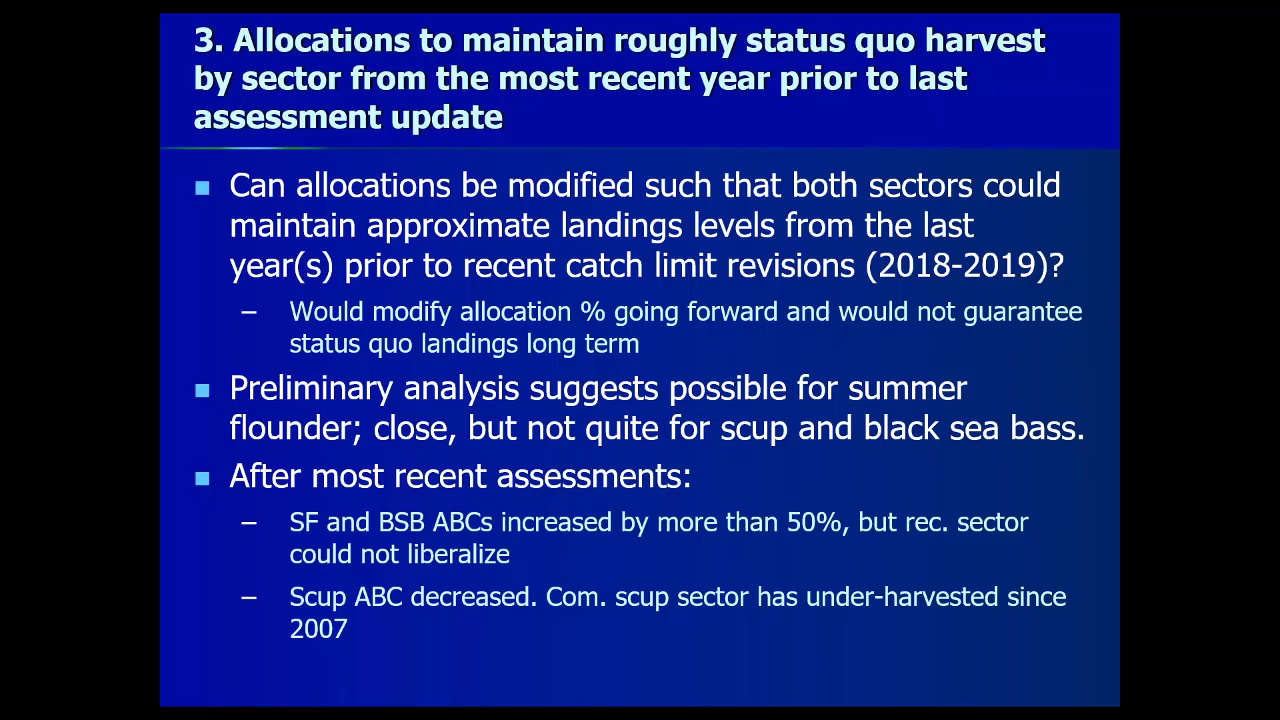 3. Allocations to maintain roughly status quo harvest
by sector from the most recent year prior to last
assessment update
Can allocations be modified such that both sectors could
maintain approximate landings levels from the last
year(s) prior to recent catch limit revisions (2018-2019)?
– Would modify allocation % going forward and would not guarantee
status quo landings long term
Preliminary analysis suggests possible for summer
flounder; close, but not quite for scup and black sea bass.
After most recent assessments:
– SF and BSB ABCs increased by more than 50%, but rec. sector
could not liberalize
– Scup ABC decreased. Com. scup sector has under-harvested since
2007